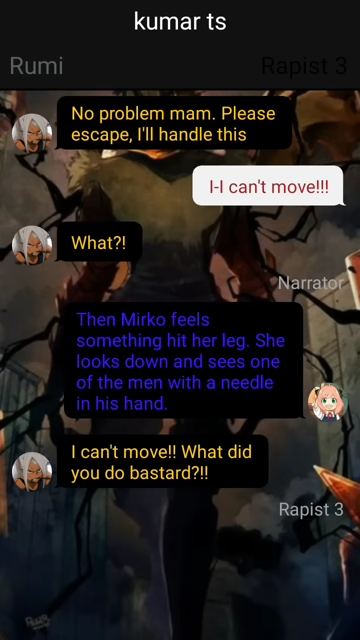 kumar ts
Rumi
Rapist 3
No problem mam. Please
escape, I'll handle this
I-I can't move!!!
What?!
Narrator
Then Mirko feels
something hit her leg. She
looks down and sees one
of the men with a needle
in his hand.
I can't move!! What did
you do bastard?!!
Rapist 3